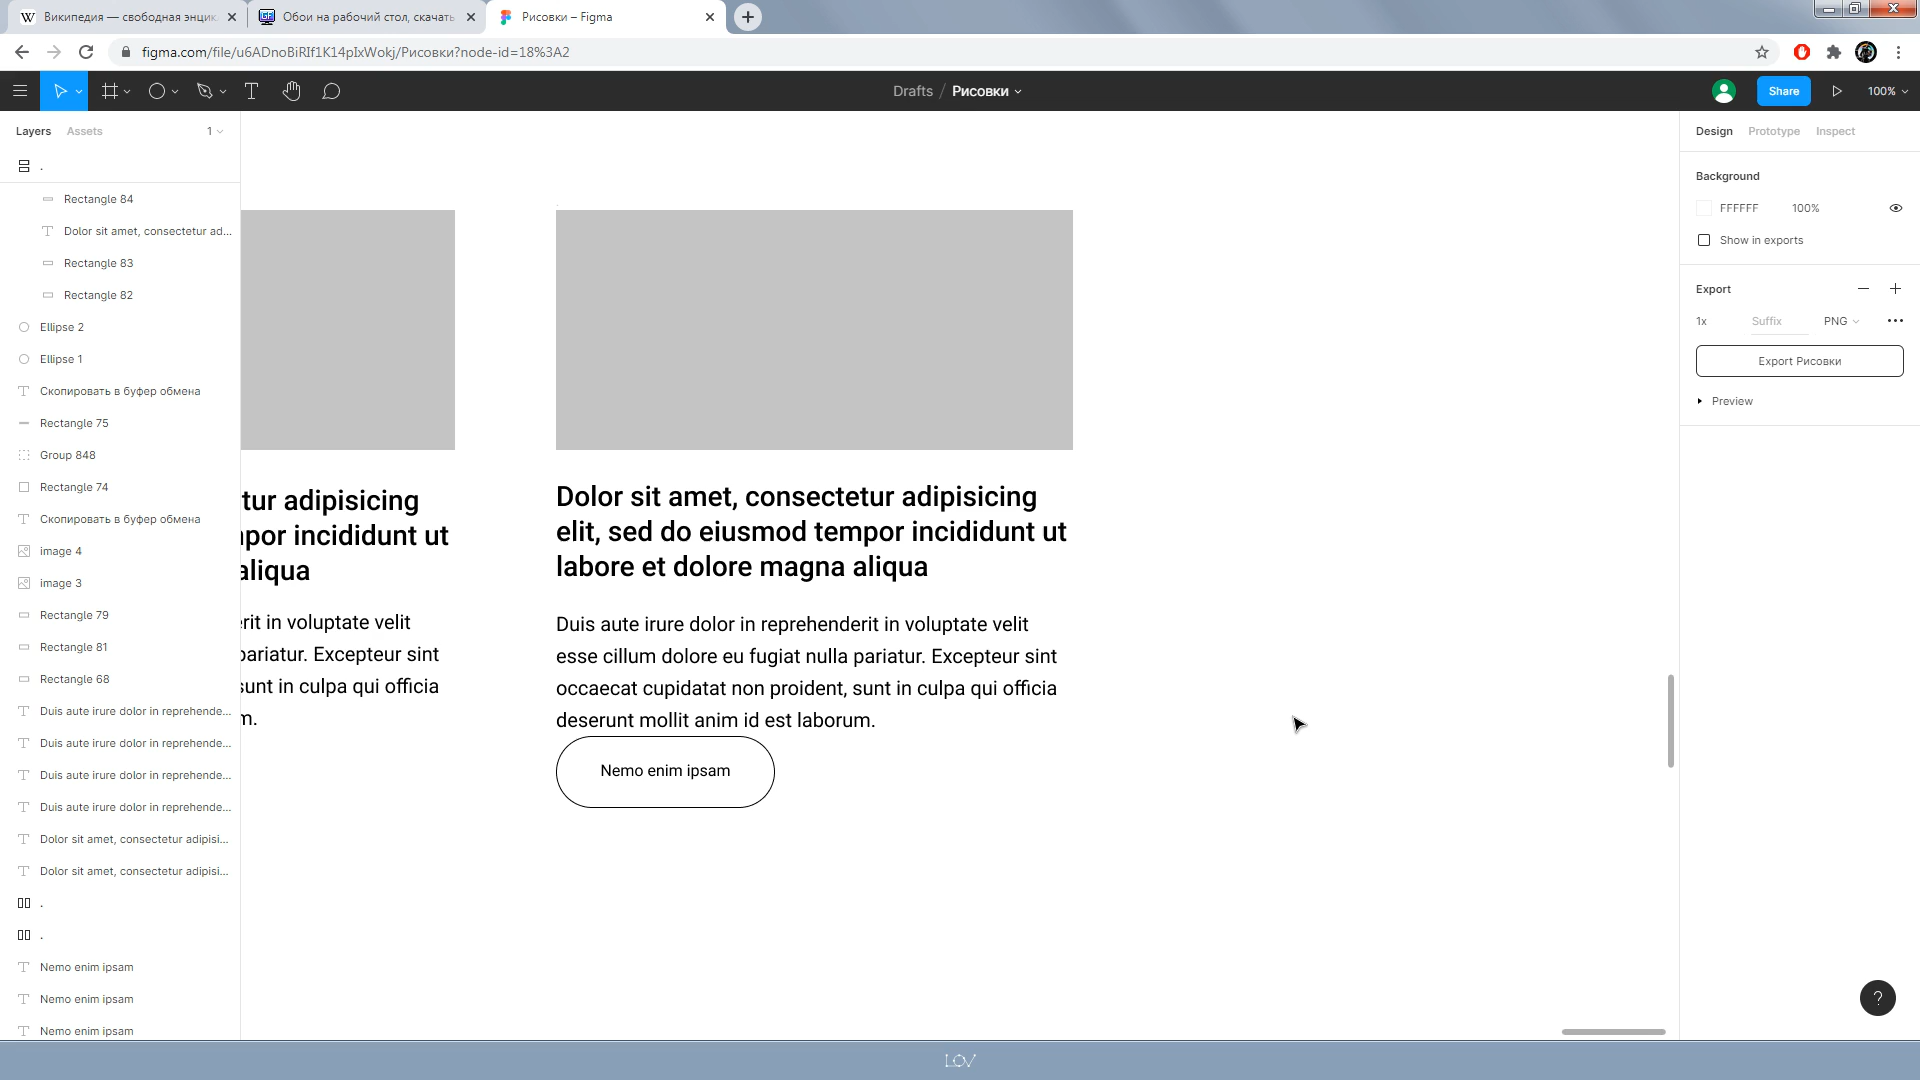 Википедия — свободная энцик
Обои на рабочий стол, скачать
Рисовки – Figma
figma.com/file/u6ADnoBiRIf1K14pIxWokj/Рисовки?node-id=18%3A2
Drafts / Рисовки
Share
100%
Layers
Assets
1
.
Rectangle 84
Dolor sit amet, consectetur ad...
Rectangle 83
Rectangle 82
Ellipse 2
Ellipse 1
Скопировать в буфер обмена
Rectangle 75
Group 848
Rectangle 74
Скопировать в буфер обмена
image 4
image 3
Rectangle 79
Rectangle 81
Rectangle 68
Duis aute irure dolor in reprehende...
Duis aute irure dolor in reprehende...
Duis aute irure dolor in reprehende...
Duis aute irure dolor in reprehende...
Dolor sit amet, consectetur adipisi...
Dolor sit amet, consectetur adipisi...
.
.
Nemo enim ipsam
Nemo enim ipsam
Nemo enim ipsam
tur adipisicing
npor incididunt ut
aliqua
erit in voluptate velit
pariatur. Excepteur sint
sunt in culpa qui officia
m.
Dolor sit amet, consectetur adipisicing
elit, sed do eiusmod tempor incididunt ut
labore et dolore magna aliqua
Duis aute irure dolor in reprehenderit in voluptate velit
esse cillum dolore eu fugiat nulla pariatur. Excepteur sint
occaecat cupidatat non proident, sunt in culpa qui officia
deserunt mollit anim id est laborum.
Nemo enim ipsam
Design
Prototype
Inspect
Background
FFFFFF
100%
Show in exports
Export
1x
Suffix
PNG
Export Рисовки
Preview
?
LOV